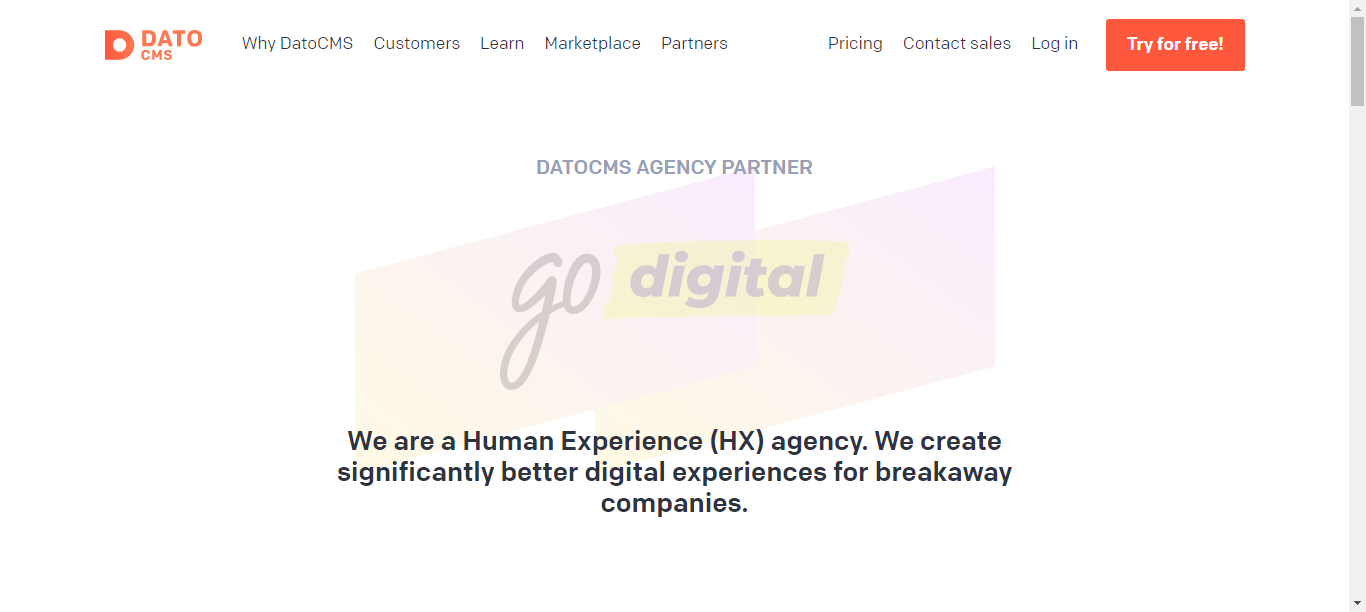 DATO
CMS
Why DatoCMS Customers Learn Marketplace Partners Pricing Contact sales Log in Try for free!
DATOCMS AGENCY PARTNER
go digital
We are a Human Experience (HX) agency. We create
significantly better digital experiences for breakaway
companies.